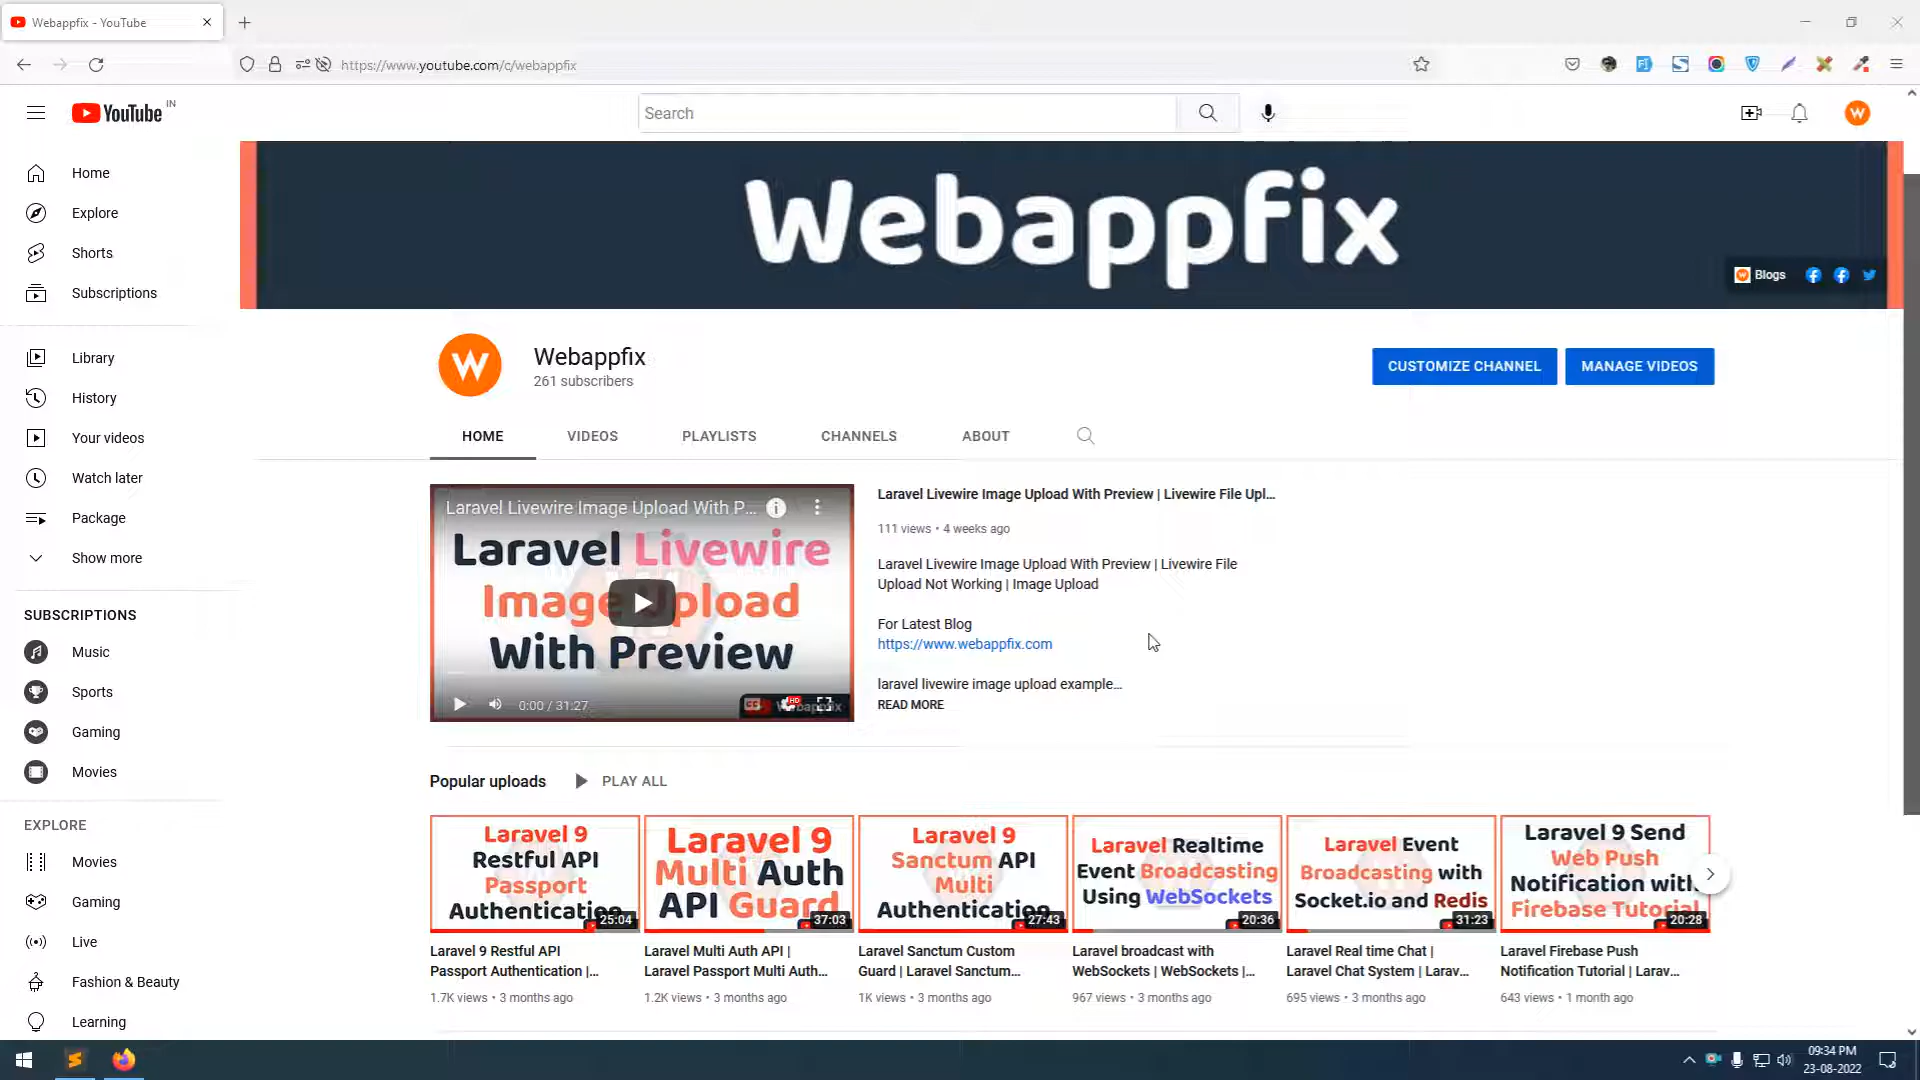 Webappfix - YouTube
https://www.youtube.com/c/webappfix
YouTube IN
Search
Home
Explore
Shorts
Subscriptions
Library
History
Your videos
Watch later
Package
Show more
SUBSCRIPTIONS
Music
Sports
Gaming
Movies
EXPLORE
Movies
Gaming
Live
Fashion & Beauty
Learning
Webappfix
Blogs
W
Webappfix
261 subscribers
CUSTOMIZE CHANNEL
MANAGE VIDEOS
HOME
VIDEOS
PLAYLISTS
CHANNELS
ABOUT
Laravel Livewire Image Upload With P...
Laravel Livewire
Image Upload
With Preview
0:00 / 31:27
Laravel Livewire Image Upload With Preview | Livewire File Upl...
111 views • 4 weeks ago
Laravel Livewire Image Upload With Preview | Livewire File
Upload Not Working | Image Upload
For Latest Blog
https://www.webappfix.com
laravel livewire image upload example...
READ MORE
Popular uploads
PLAY ALL
Laravel 9
Restful API
Passport
Authentication
25:04
Laravel 9 Restful API
Passport Authentication |...
1.7K views • 3 months ago
Laravel 9
Multi Auth
API Guard
37:03
Laravel Multi Auth API |
Laravel Passport Multi Auth...
1.2K views • 3 months ago
Laravel 9
Sanctum API
Multi
Authentication
27:43
Laravel Sanctum Custom
Guard | Laravel Sanctum...
1K views • 3 months ago
Laravel Realtime
Event Broadcasting
Using WebSockets
20:36
Laravel broadcast with
WebSockets | WebSockets |...
967 views • 3 months ago
Laravel Event
Broadcasting with
Socket.io and Redis
31:23
Laravel Real time Chat |
Laravel Chat System | Larav...
695 views • 3 months ago
Laravel 9 Send
Web Push
Notification with
Firebase Tutorial
20:28
Laravel Firebase Push
Notification Tutorial | Larav...
643 views • 1 month ago
09:34 PM
23-08-2022